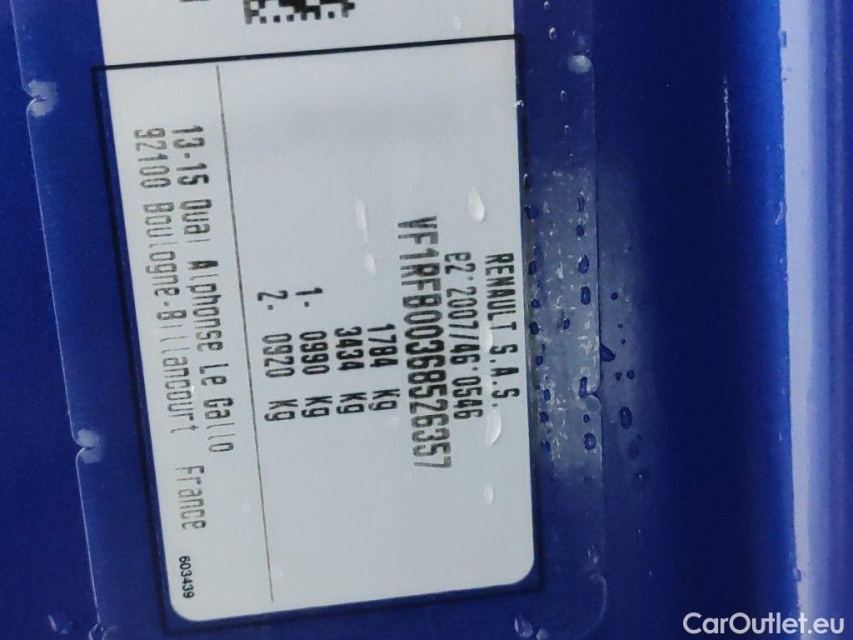 RENAULT S.A.S
e2*2007/46*0546
VF1RFB00368526357
1784 Kg
3434 Kg
1- 0990 Kg
2- 0920 Kg
13-15 Quai Alphonse Le Gallo
92100 Boulogne-Billancourt France
603439
CarOutlet.eu